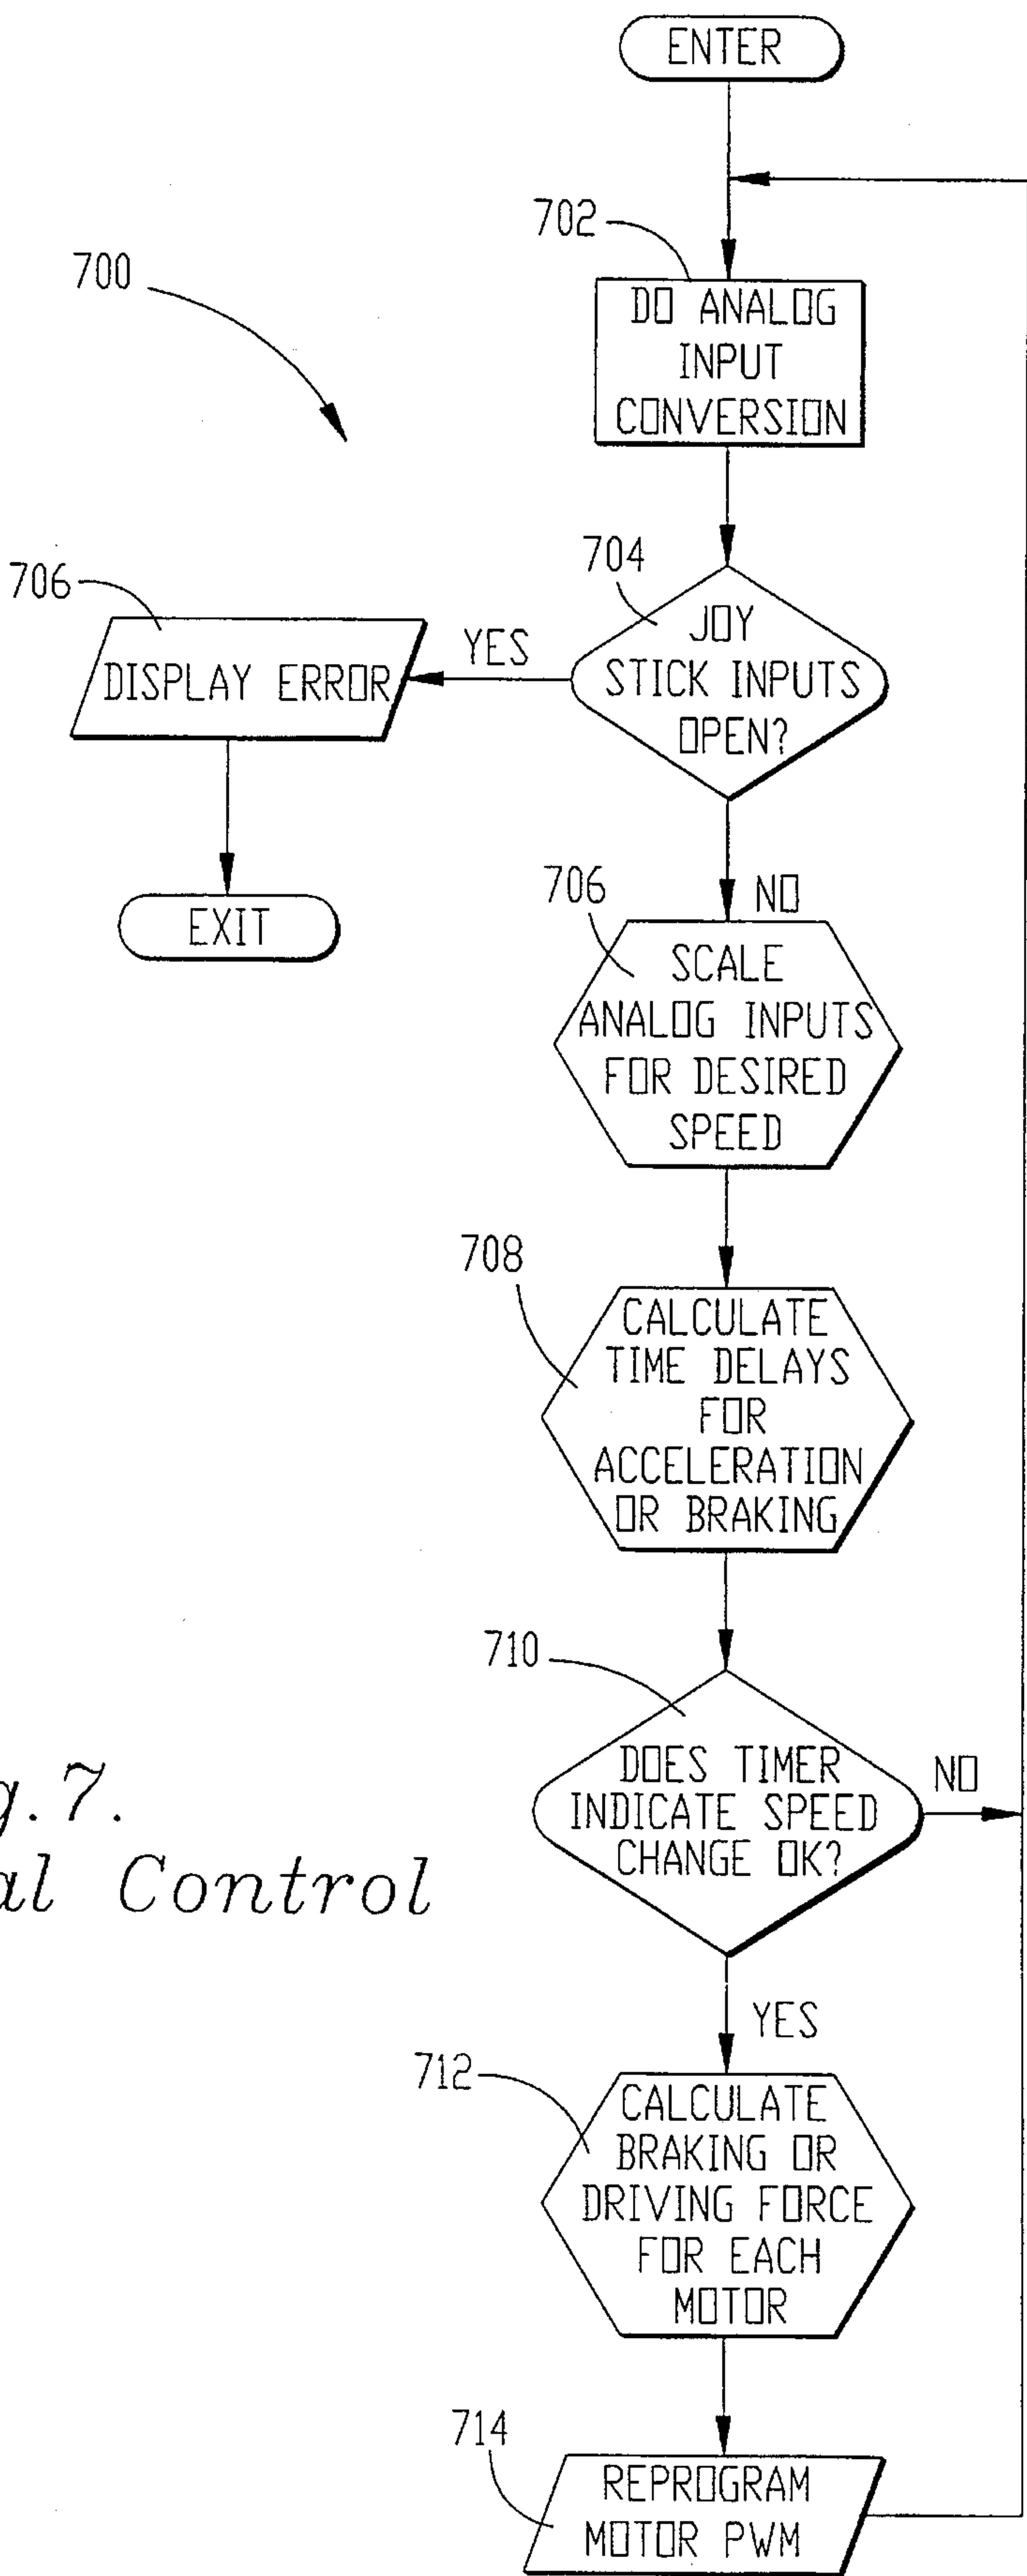 ENTER
702
700
DO ANALOG
INPUT
CONVERSION
704
706
JOY
STICK INPUTS
OPEN?
YES
DISPLAY ERROR
706
NO
EXIT
SCALE
ANALOG INPUTS
FOR DESIRED
SPEED
708
CALCULATE
TIME DELAYS
FOR
ACCELERATION
OR BRAKING
710
DOES TIMER
INDICATE SPEED
CHANGE OK?
NO
g.7.
al Control
YES
712
CALCULATE
BRAKING OR
DRIVING FORCE
FOR EACH
MOTOR
714
REPROGRAM
MOTOR PWM